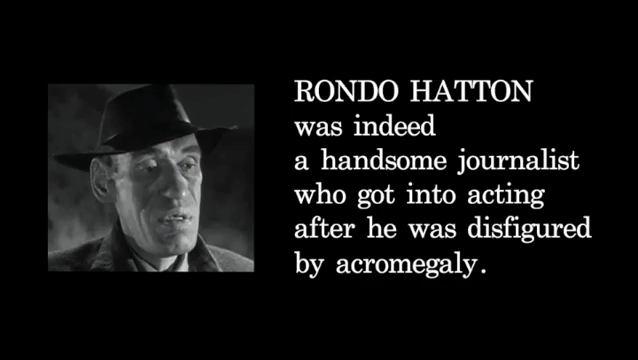 RONDO HATTON
was indeed
a handsome journalist
who got into acting
after he was disfigured
by acromegaly.